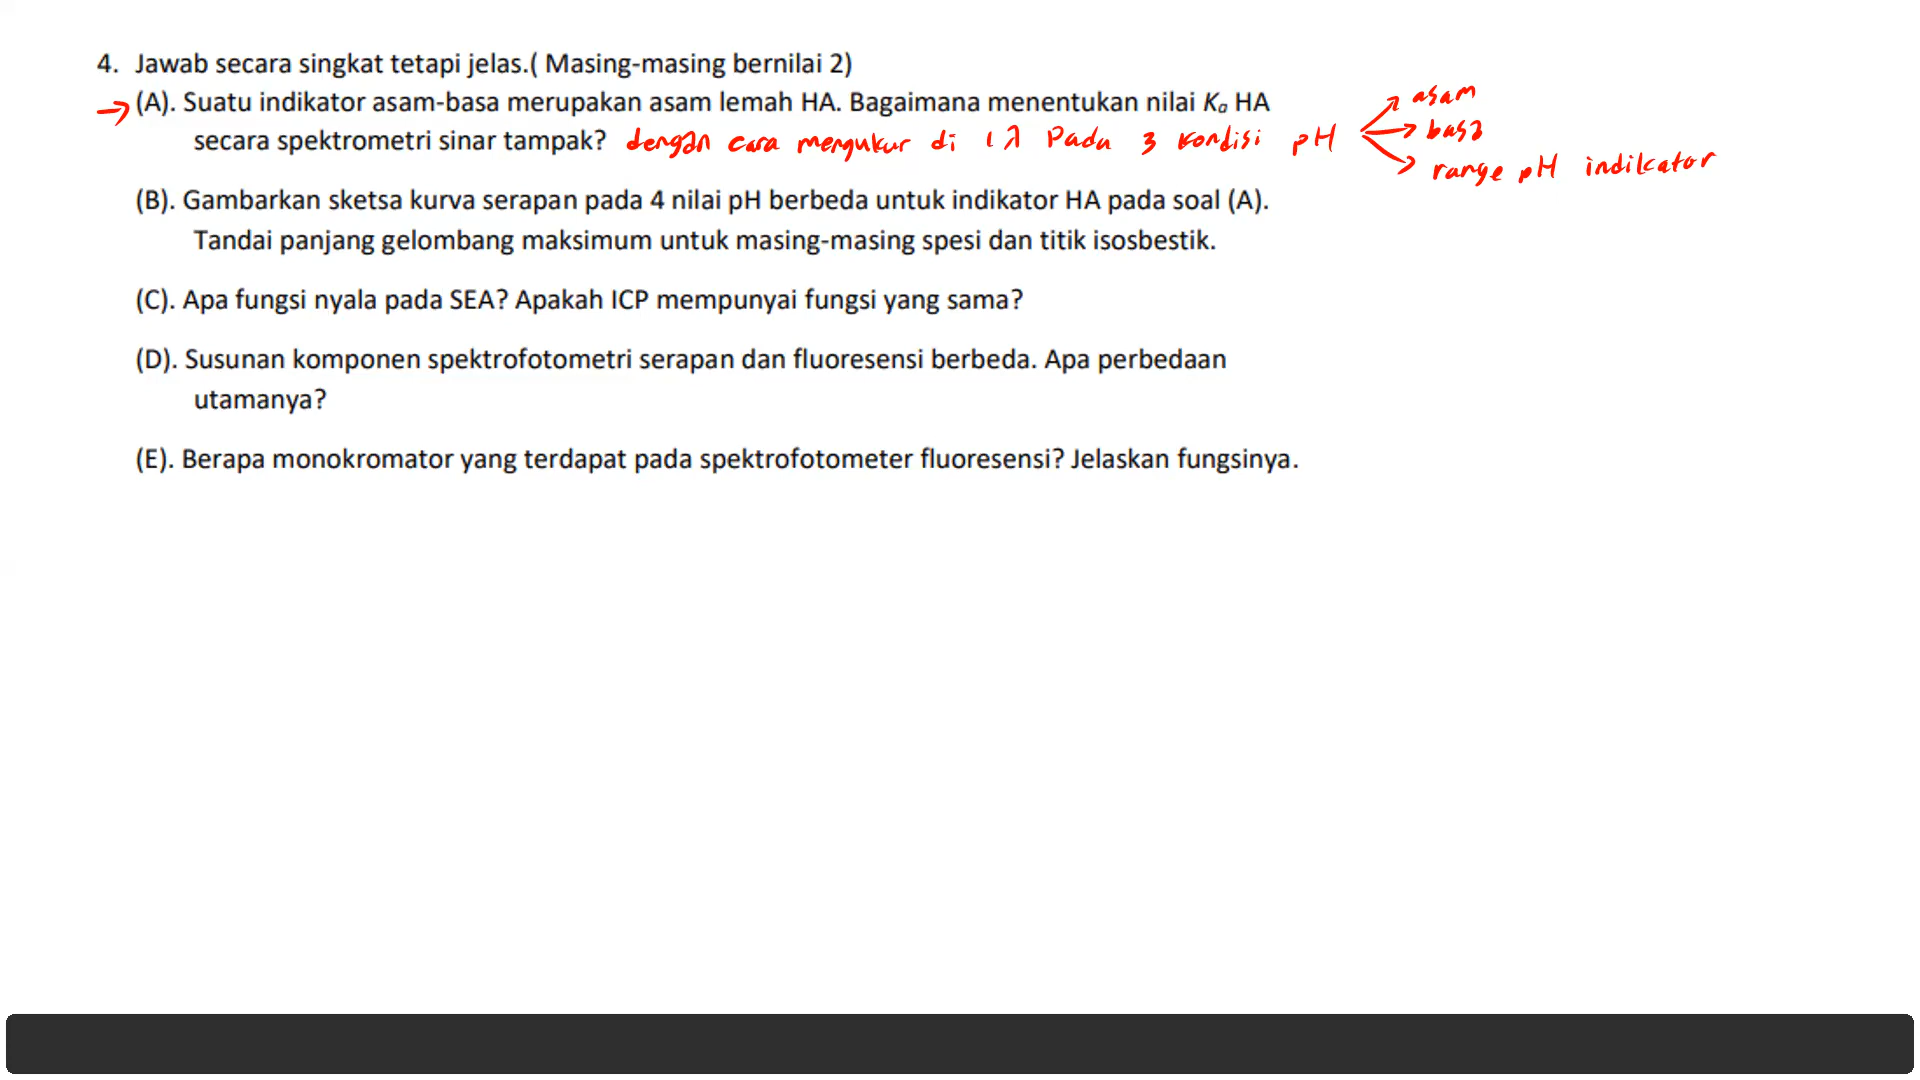 4. Jawab secara singkat tetapi jelas.( Masing-masing bernilai 2)
(A). Suatu indikator asam-basa merupakan asam lemah HA. Bagaimana menentukan nilai Ka HA
secara spektrometri sinar tampak? dengan cara mengukur di 1 λ Pada 3 kondisi pH
asam
basa
range pH indikator
(B). Gambarkan sketsa kurva serapan pada 4 nilai pH berbeda untuk indikator HA pada soal (A).
Tandai panjang gelombang maksimum untuk masing-masing spesi dan titik isosbestik.
(C). Apa fungsi nyala pada SEA? Apakah ICP mempunyai fungsi yang sama?
(D). Susunan komponen spektrofotometri serapan dan fluoresensi berbeda. Apa perbedaan
utamanya?
(E). Berapa monokromator yang terdapat pada spektrofotometer fluoresensi? Jelaskan fungsinya.